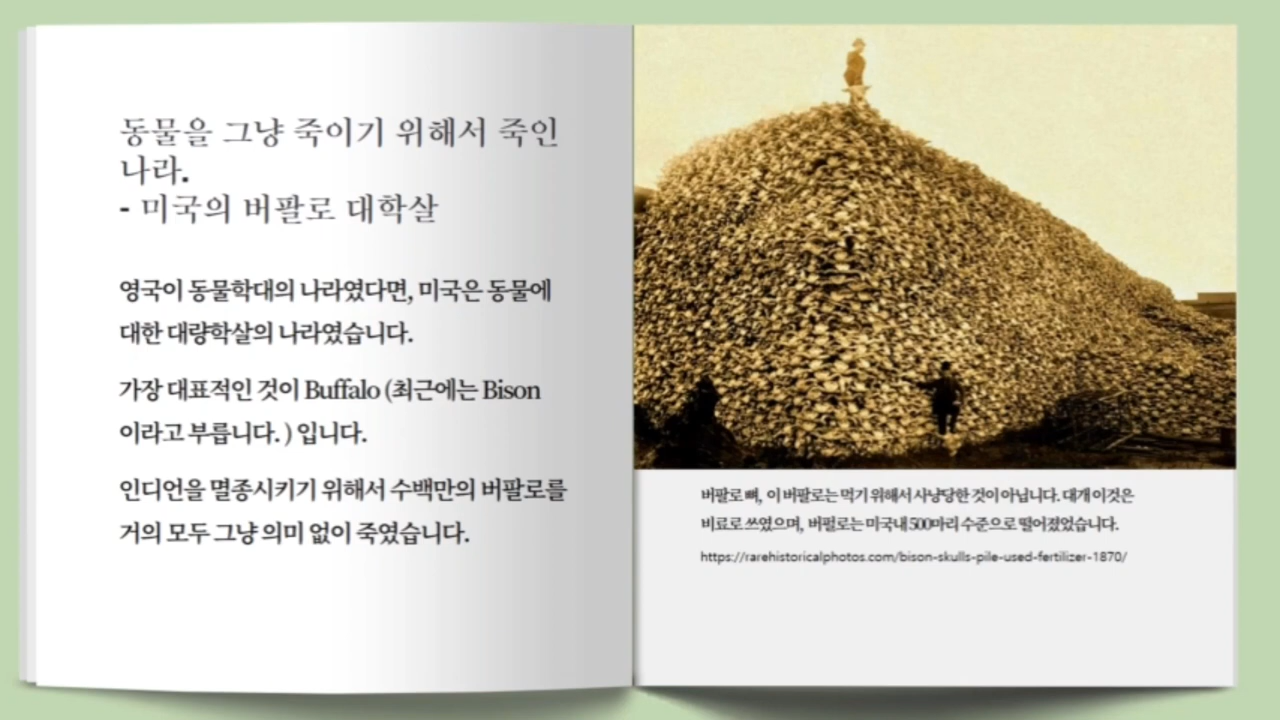 동물을 그냥 죽이기 위해서 죽인
나라.
- 미국의 버팔로 대학살
영국이 동물학대의 나라였다면, 미국은 동물에
대한 대량학살의 나라였습니다.
가장 대표적인 것이 Buffalo (최근에는 Bison
이라고 부릅니다. ) 입니다.
인디언을 멸종시키기 위해서 수백만의 버팔로를
거의 모두 그냥 의미 없이 죽였습니다.
버팔로 뼈, 이 버팔로는 먹기 위해서 사냥당한 것이 아닙니다. 대개 이것은
비료로 쓰였으며, 버펄로는 미국내 500마리 수준으로 떨어졌었습니다.
https://rarehistoricalphotos.com/bison-skulls-pile-used-fertilizer-1870/